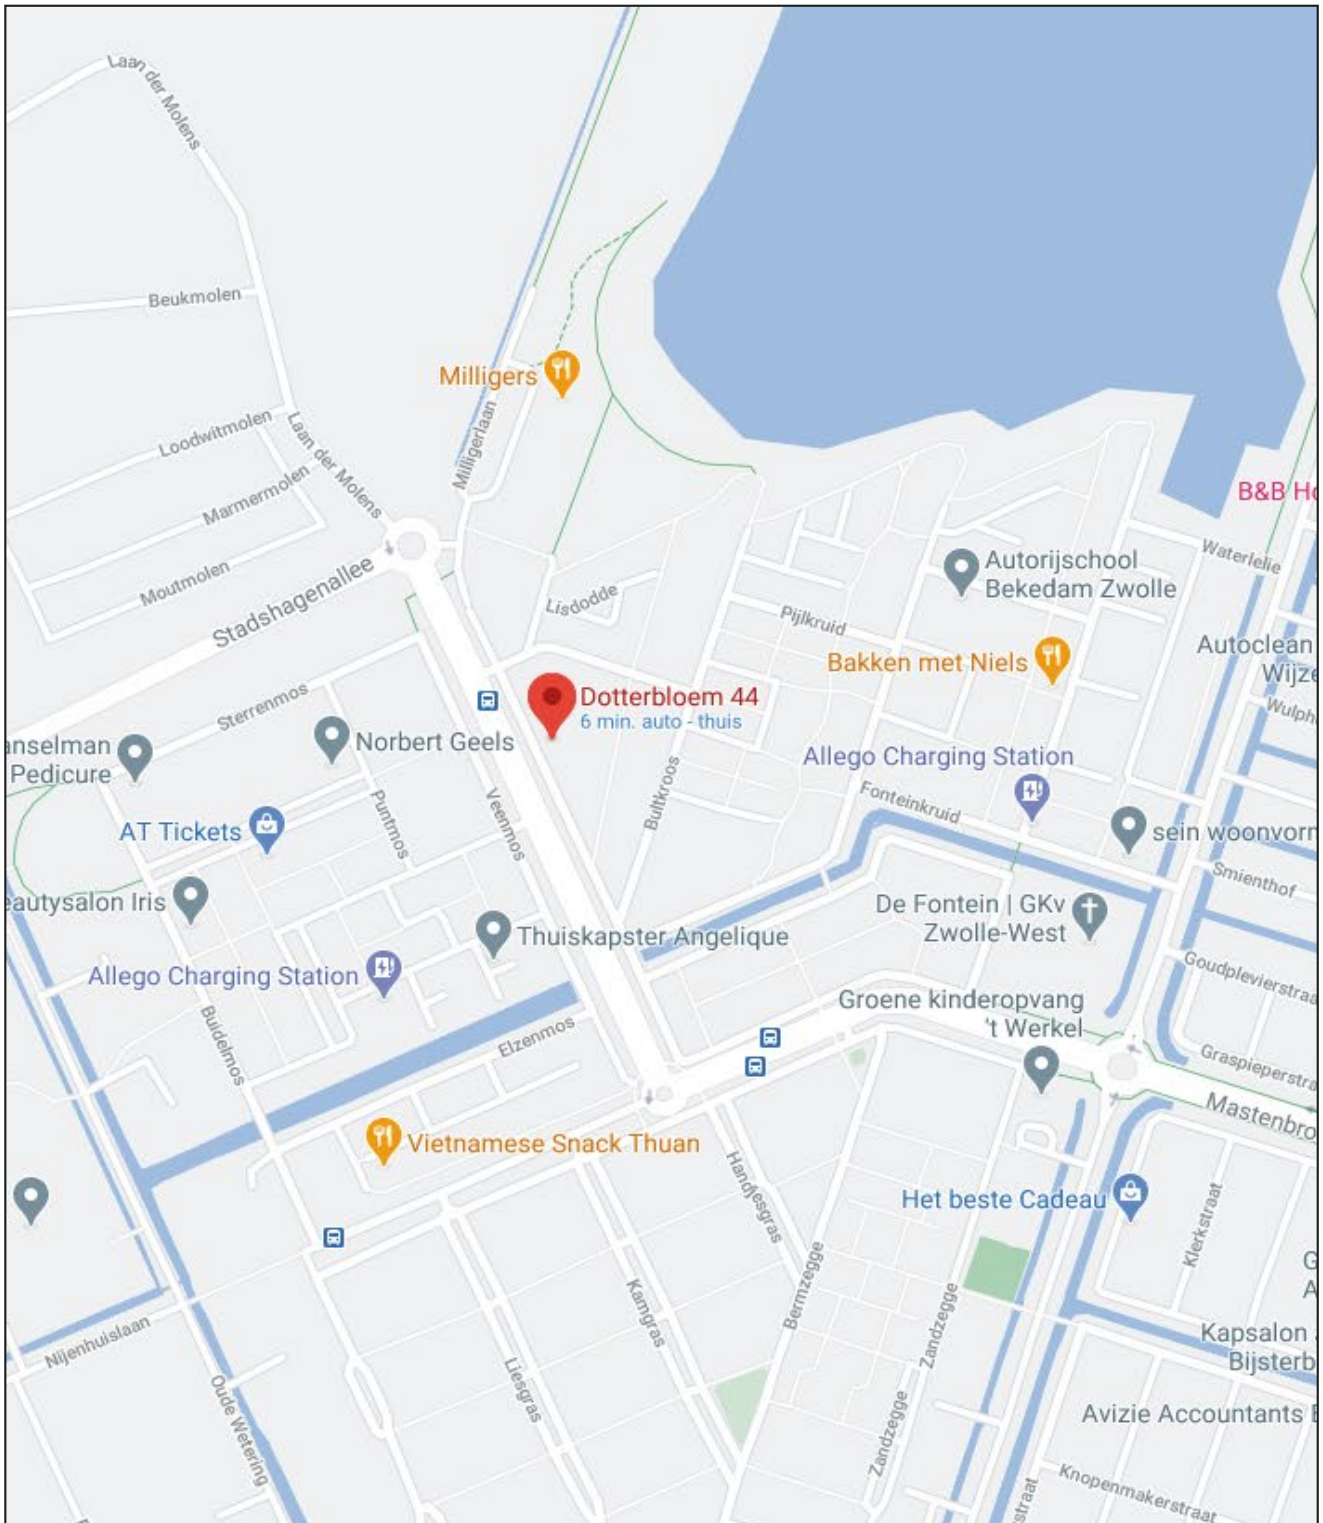 Laan der Molens
Beukmolen
Milligers
Loodwitmolen
Laan der Molens
Milligerlaan
Marmermolen
B&B Ho
Moutmolen
Stadshagenallee
Waterlelie
Autorijschool
Bekedam Zwolle
Lisdodde
Pijlkruid
Bakken met Niels
Autoclean
Wijze
Dotterbloem 44
6 min. auto - thuis
Sterrenmos
Wulph
anselman
Pedicure
Norbert Geels
Allego Charging Station
Puntmos
Veenmos
Bultkroos
Fonteinkruid
AT Tickets
sein woonvorm
Smienthof
eautysalon Iris
De Fontein | GKv
Zwolle-West
Thuiskapster Angelique
Allego Charging Station
Goudplevierstraa
Groene kinderopvang
't Werkel
Buidelmos
Elzenmos
Graspieperstra
Mastenbro
Vietnamese Snack Thuan
Handjesgras
Het beste Cadeau
Klerkstraat
Bermzegge
Kamgras
Zandzegge
G
A
Nijenhuislaan
Kapsalon
Bijsterb
Oude Wetering
Liesgras
Zandzegge
Avizie Accountants
Knopenmakerstraat
straat